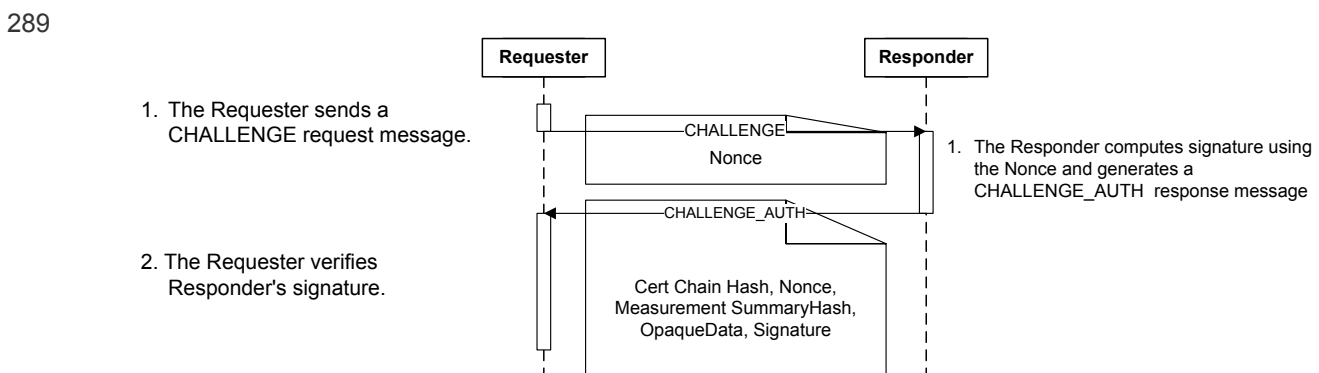 289
Requester
Responder
1. The Requester sends a
CHALLENGE request message.
CHALLENGE
Nonce
1. The Responder computes signature using
the Nonce and generates a
CHALLENGE_AUTH response message
CHALLENGE_AUTH
2. The Requester verifies
Responder's signature.
Cert Chain Hash, Nonce,
Measurement SummaryHash,
OpaqueData, Signature